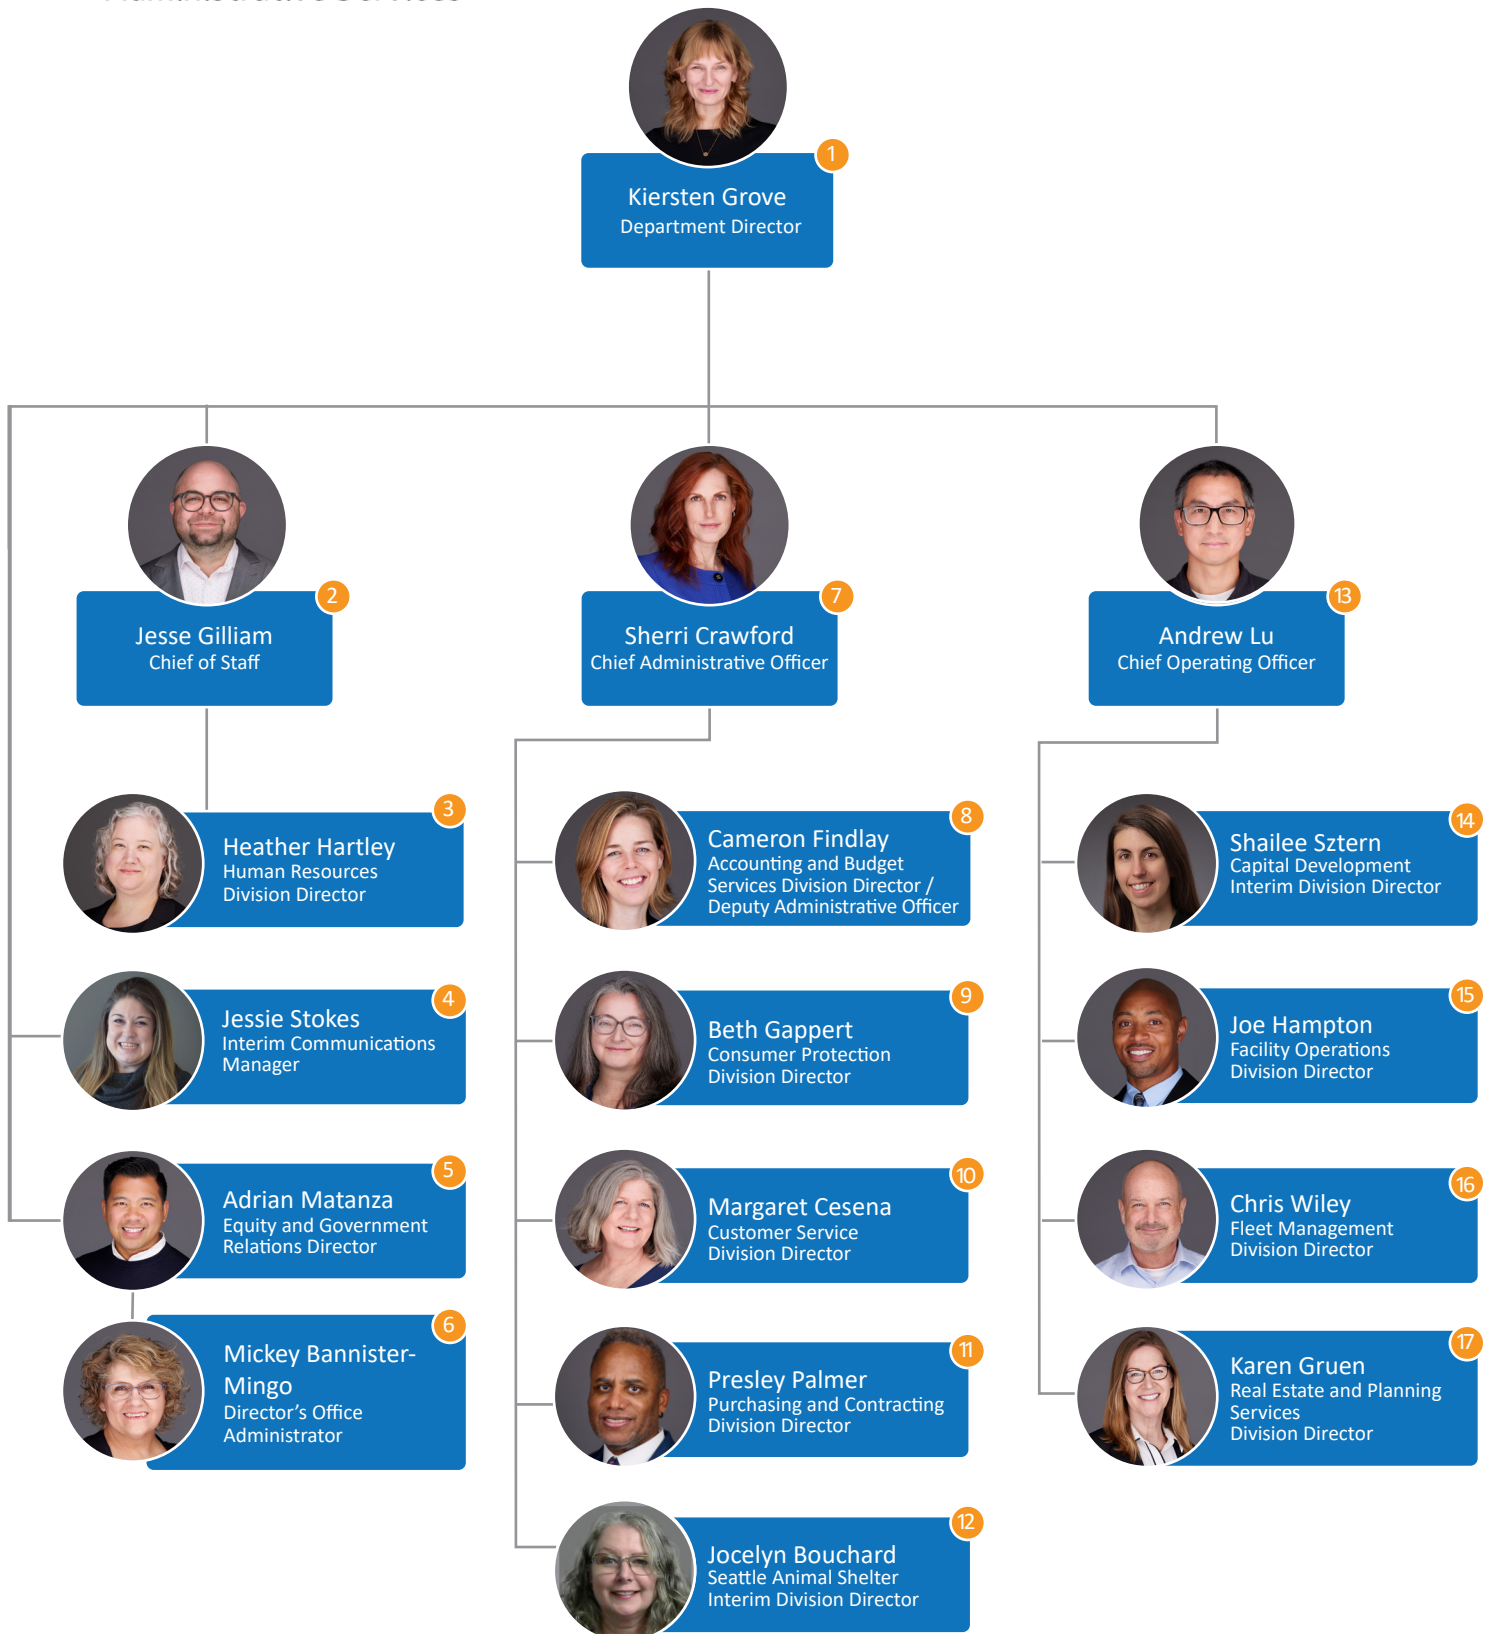 1
Kiersten Grove
Department Director
2
Jesse Gilliam
Chief of Staff
3
Heather Hartley
Human Resources
Division Director
4
Jessie Stokes
Interim Communications
Manager
5
Adrian Matanza
Equity and Government
Relations Director
6
Mickey Bannister-
Mingo
Director’s Office
Administrator
7
Sherri Crawford
Chief Administrative Officer
8
Cameron Findlay
Accounting and Budget
Services Division Director /
Deputy Administrative Officer
9
Beth Gappert
Consumer Protection
Division Director
10
Margaret Cesena
Customer Service
Division Director
11
Presley Palmer
Purchasing and Contracting
Division Director
12
Jocelyn Bouchard
Seattle Animal Shelter
Interim Division Director
13
Andrew Lu
Chief Operating Officer
14
Shailee Sztern
Capital Development
Interim Division Director
15
Joe Hampton
Facility Operations
Division Director
16
Chris Wiley
Fleet Management
Division Director
17
Karen Gruen
Real Estate and Planning
Services
Division Director